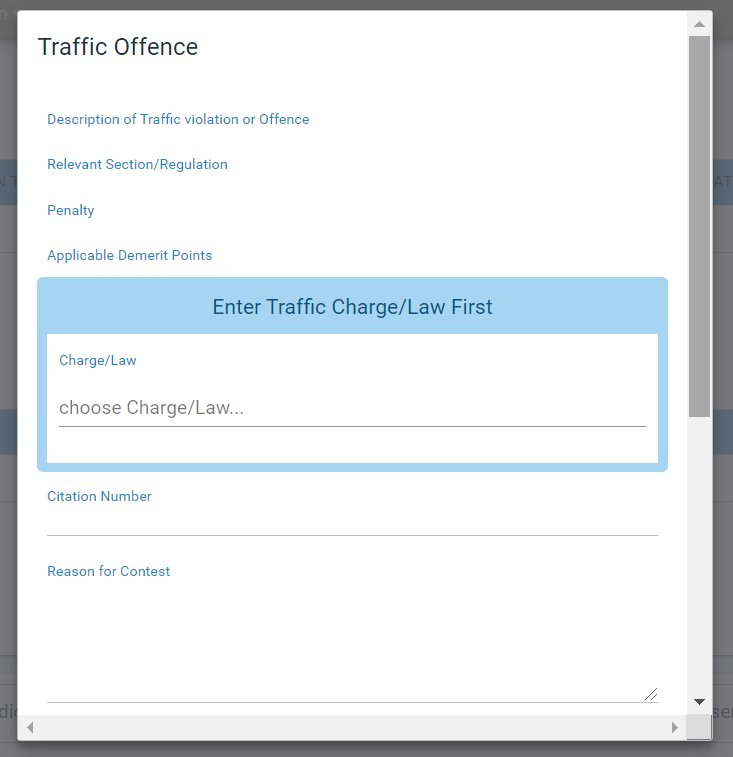 Traffic Offence
Description of Traffic violation or Offence
Relevant Section/Regulation
Penalty
Applicable Demerit Points
Enter Traffic Charge/Law First
Charge/Law
choose Charge/Law...
Citation Number
Reason for Contest